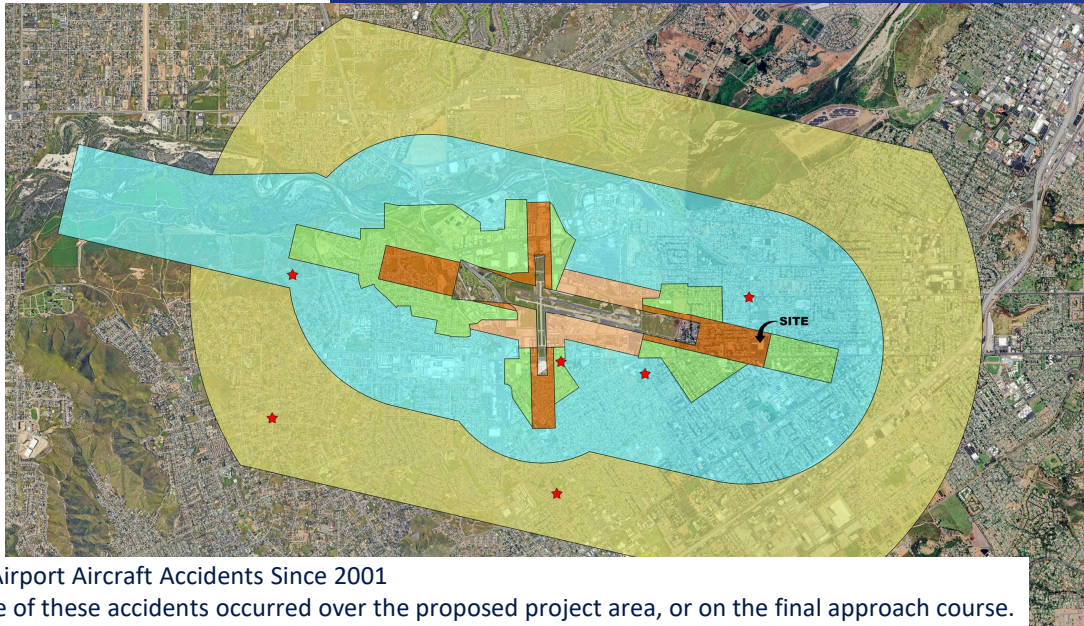 SITE
Airport Aircraft Accidents Since 2001
of these accidents occurred over the proposed project area, or on the final approach course.